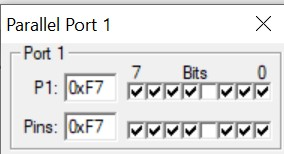 Parallel Port 1
Port 1
7 Bits 0
P1: 0xF7
Pins: 0xF7